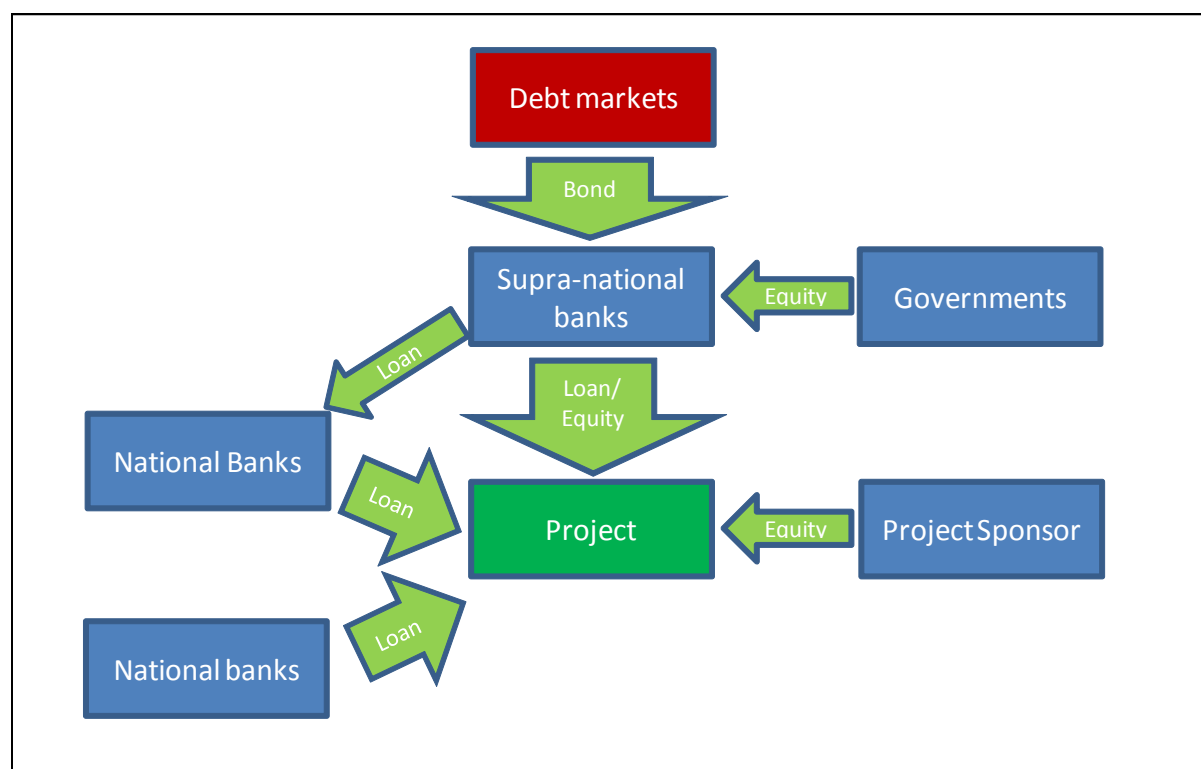 Debt markets
Bond
Supra-national
banks
Equity
Governments
Loan
Loan/
Equity
National Banks
Loan
Project
Equity
Project Sponsor
Loan
National banks